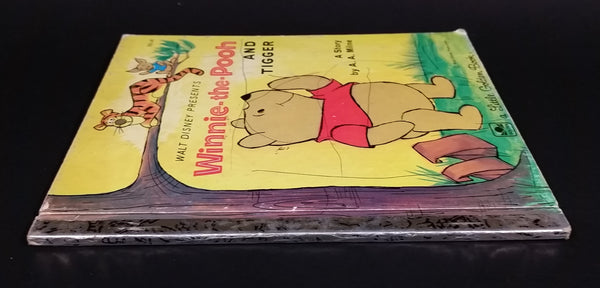 WALT DISNEY PRESENTS
Winnie-the-Pooh
AND
TIGGER
A Story
by A. A. Milne
a Little Golden Book